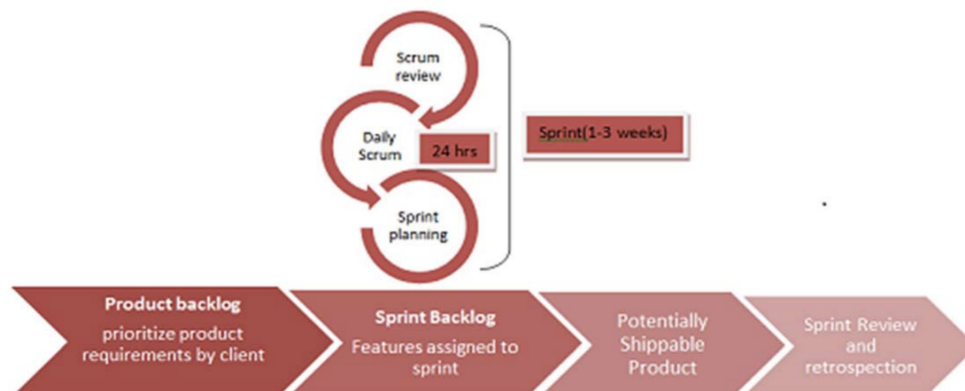 Scrum
review
Daily
Scrum
24 hrs
Sprint(1-3 weeks)
Sprint
planning
Product backlog
prioritize product
requirements by client
Sprint Backlog
Features assigned to
sprint
Potentially
Shippable
Product
Sprint Review
and
retrospection